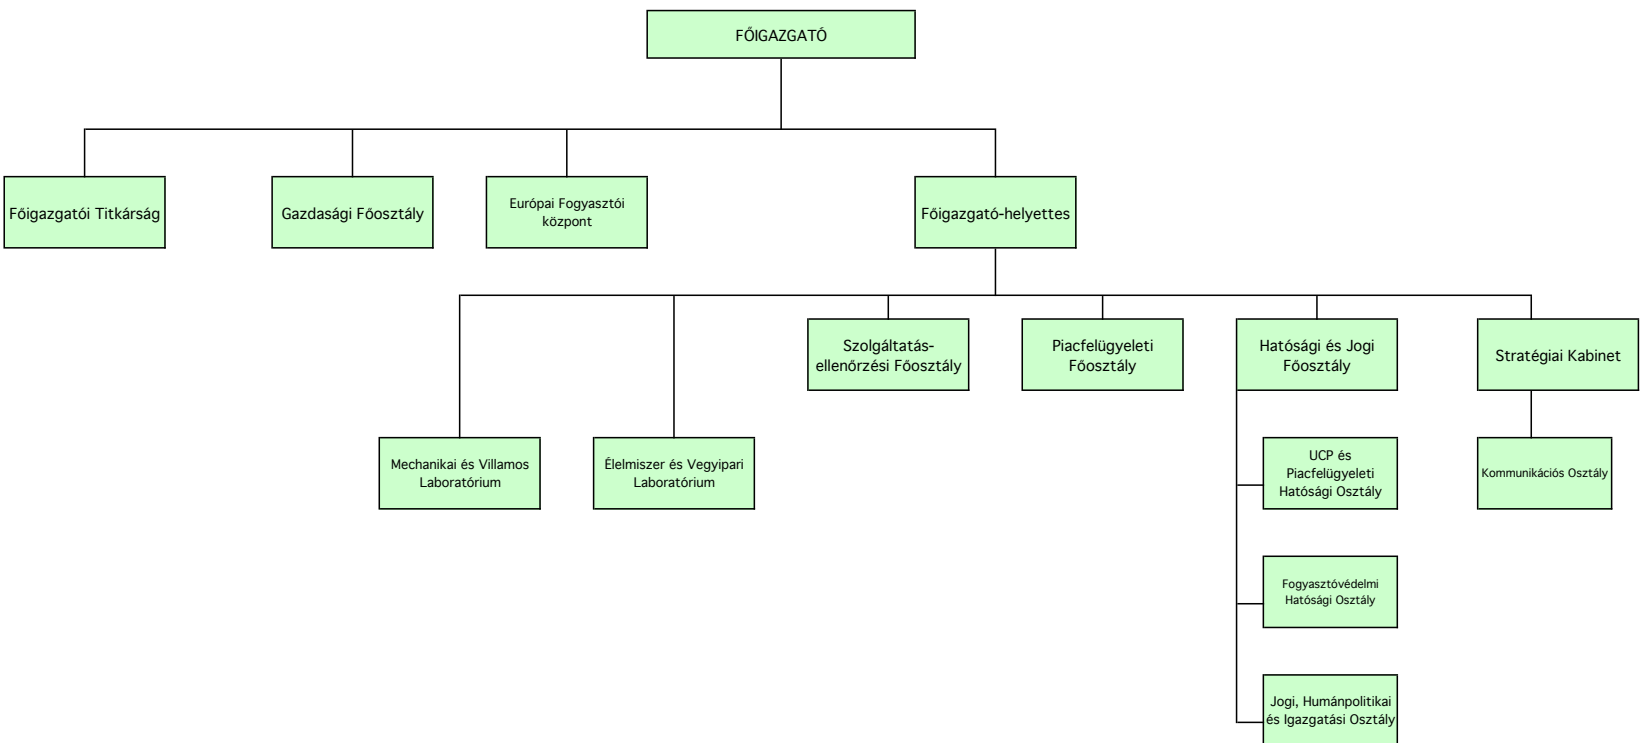 FŐIGAZGATÓ
Főigazgatói Titkárság
Gazdasági Főosztály
Európai Fogyasztói
központ
Főigazgató-helyettes
Szolgáltatás-
ellenőrzési Főosztály
Piacfelügyeleti
Főosztály
Hatósági és Jogi
Főosztály
Stratégiai Kabinet
Mechanikai és Villamos
Laboratórium
Élelmiszer és Vegyipari
Laboratórium
UCP és
Piacfelügyeleti
Hatósági Osztály
Kommunikációs Osztály
Fogyasztóvédelmi
Hatósági Osztály
Jogi, Humánpolitikai
és Igazgatási Osztály